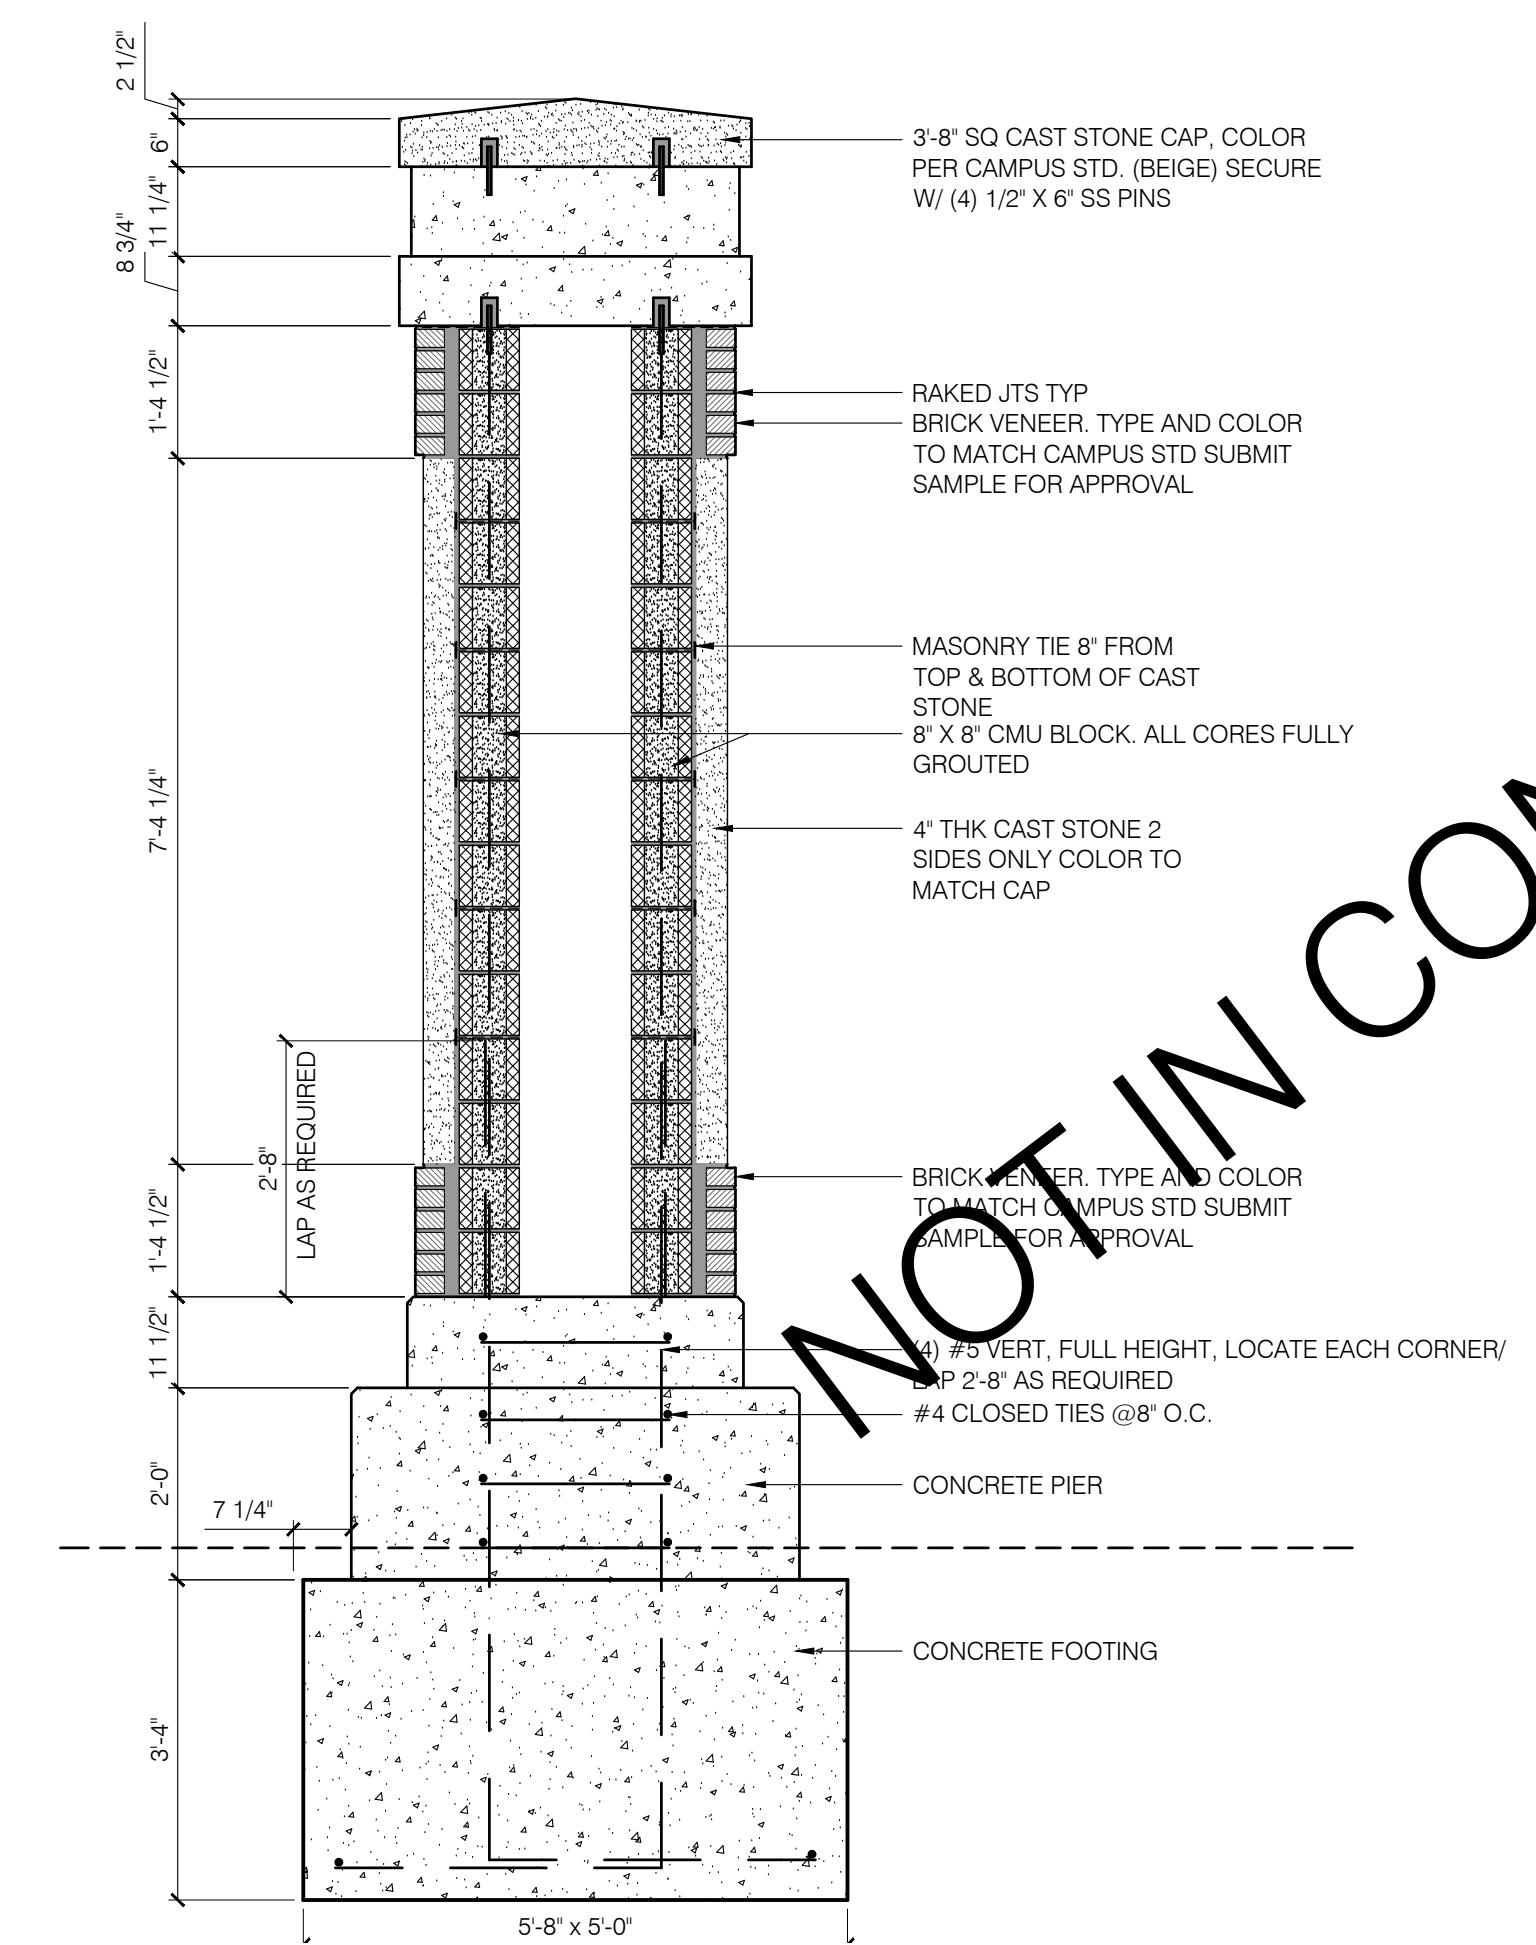 2 1/2"
6"
11 1/4"
8 3/4"
1'-4 1/2"
7'-4 1/4"
2'-8"
LAP AS REQUIRED
1'-4 1/2"
11 1/2"
2'-0"
7 1/4"
3'-4"
5'-8" x 5'-0"
3'-8" SQ CAST STONE CAP, COLOR
PER CAMPUS STD. (BEIGE) SECURE
W/ (4) 1/2" X 6" SS PINS
RAKED JTS TYP
BRICK VENEER. TYPE AND COLOR
TO MATCH CAMPUS STD SUBMIT
SAMPLE FOR APPROVAL
MASONRY TIE 8" FROM
TOP & BOTTOM OF CAST
STONE
8" X 8" CMU BLOCK. ALL CORES FULLY
GROUTED
4" THK CAST STONE 2
SIDES ONLY COLOR TO
MATCH CAP
BRICK VENEER. TYPE AND COLOR
TO MATCH CAMPUS STD SUBMIT
SAMPLE FOR APPROVAL
(4) #5 VERT, FULL HEIGHT, LOCATE EACH CORNER/
LAP 2'-8" AS REQUIRED
#4 CLOSED TIES @8" O.C.
CONCRETE PIER
CONCRETE FOOTING
NOT IN